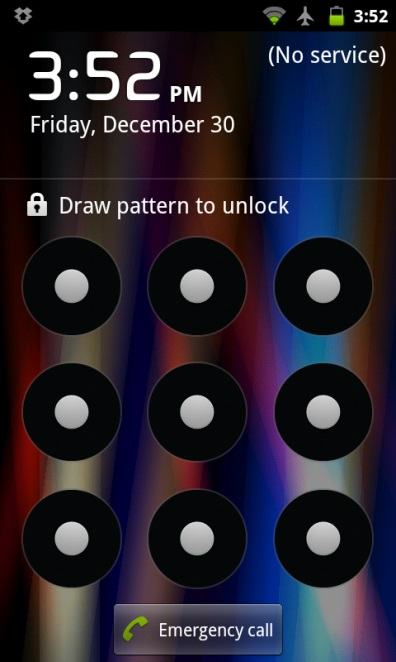 3:52
(No service)
3:52 PM
Friday, December 30
Draw pattern to unlock
Emergency call